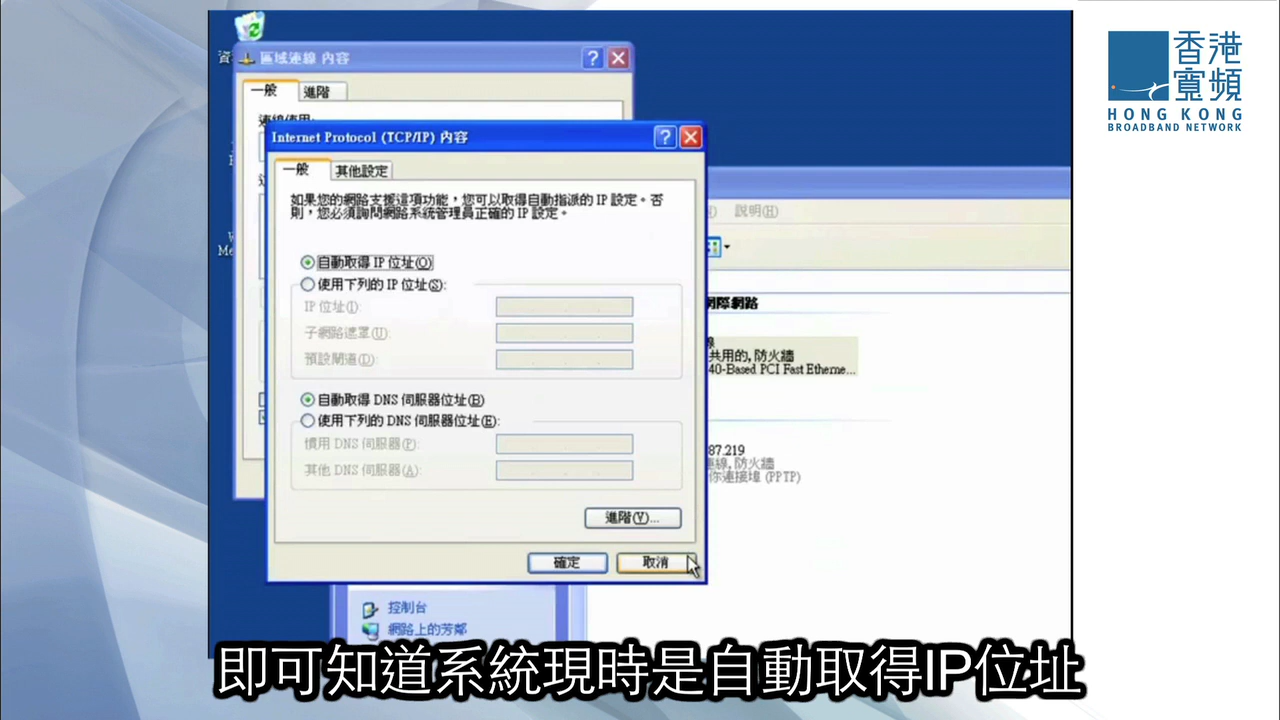 香港
寬頻
HONG KONG
BROADBAND NETWORK
區域連線 內容
一般
進階
連線使用:
Internet Protocol (TCP/IP) 內容
一般
其他設定
如果您的網路支援這項功能，您可以取得自動指派的 IP 設定。否
則，您必須詢問網路系統管理員正確的 IP 設定。
自動取得 IP 位址(O)
使用下列的 IP 位址(S):
IP 位址(I):
子網路遮罩(U):
預設閘道(D):
自動取得 DNS 伺服器位址(B)
使用下列的 DNS 伺服器位址(E):
慣用 DNS 伺服器(P):
其他 DNS 伺服器(A):
進階(V)...
確定
取消
說明(H)
網際網路
線
共用的, 防火牆
40-Based PCI Fast Etherne...
87.219
連線, 防火牆
你連接埠 (PPTP)
控制台
網路上的芳鄰
即可知道系統現時是自動取得IP位址